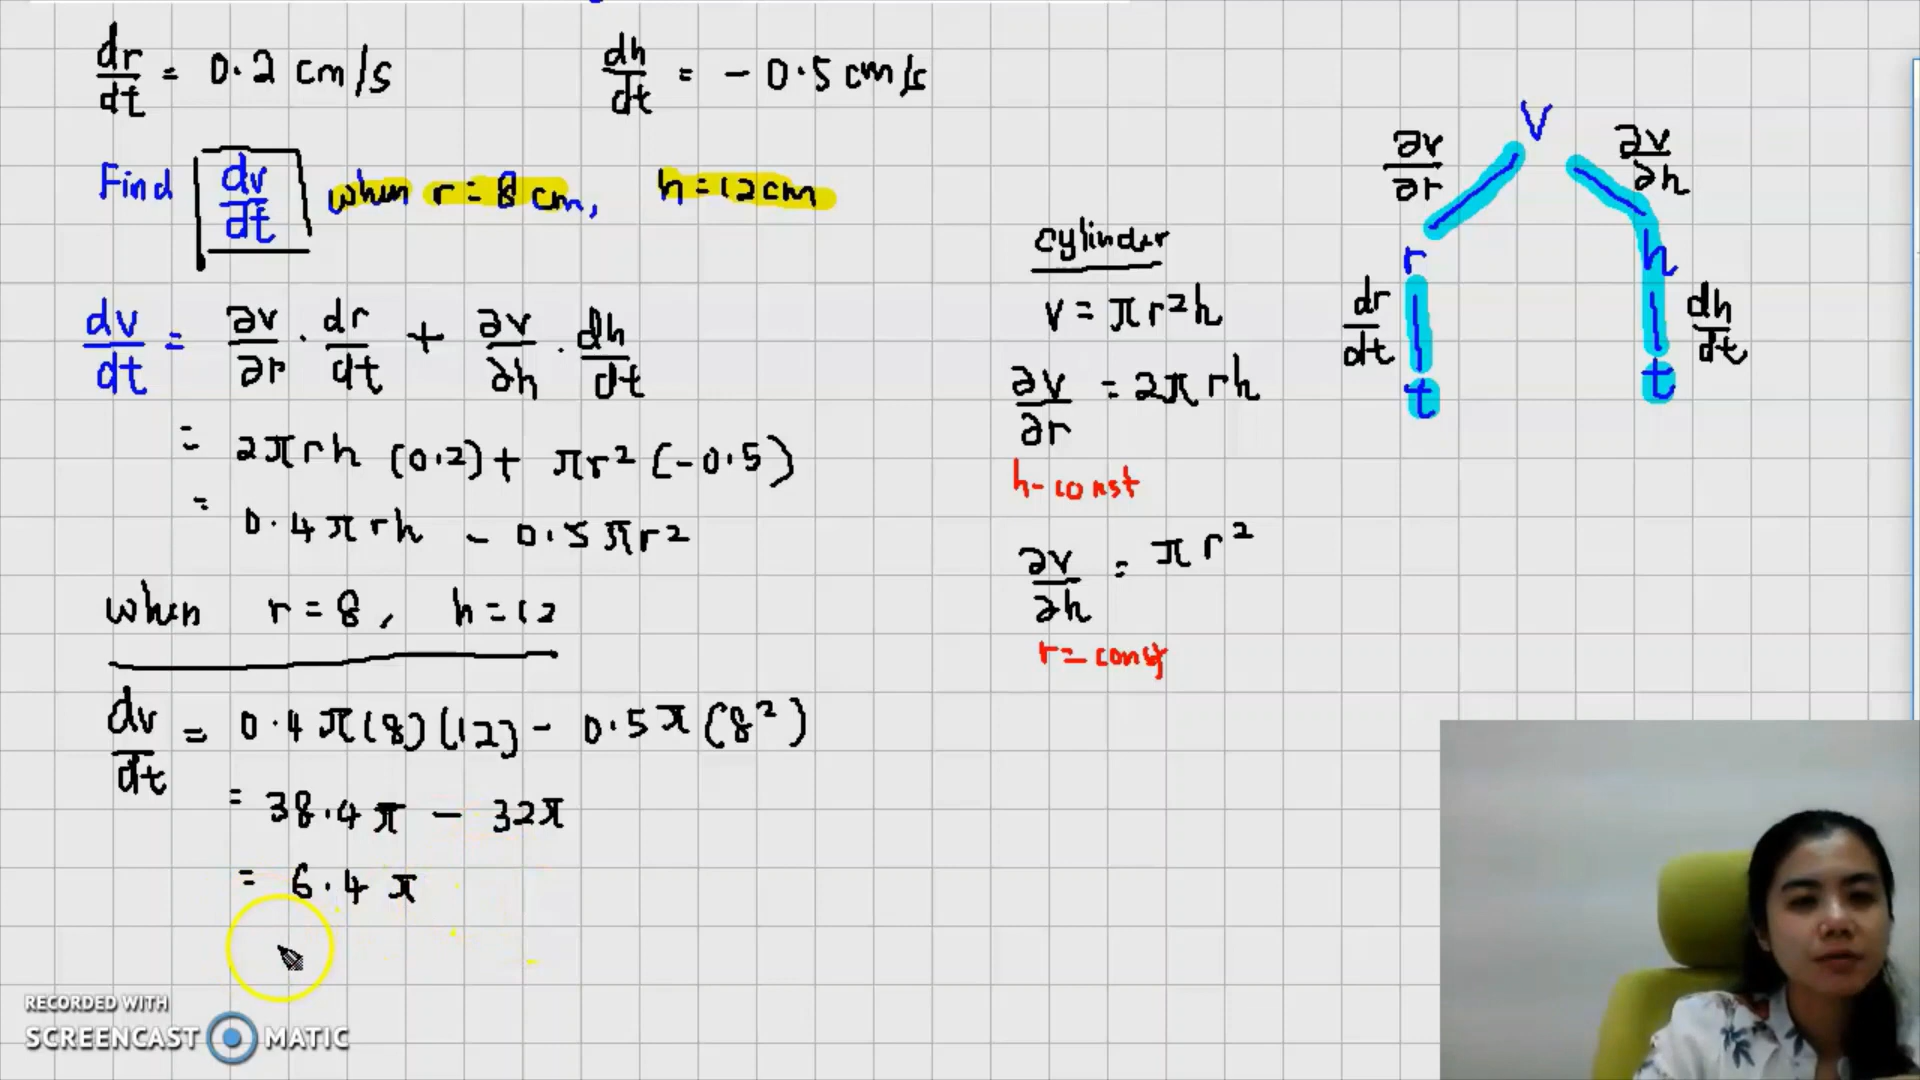 dr/dt = 0.2 cm/s dh/dt = - 0.5 cm/s
Find dv/dt when r = 8 cm, h = 12 cm
dv/dt = ∂v/∂r · dr/dt + ∂v/∂h · dh/dt
= 2πrh (0.2) + πr² (-0.5)
= 0.4πrh - 0.5πr²
when r = 8, h = 12
dv/dt = 0.4π(8)(12) - 0.5π(8²)
= 38.4π - 32π
= 6.4π
cylinder
V = πr²h
∂v/∂r = 2πrh
h-const
∂v/∂h = πr²
r = const
V
∂v/∂r ∂v/∂h
r h
dr/dt dh/dt
t t
RECORDED WITH
SCREENCAST MATIC